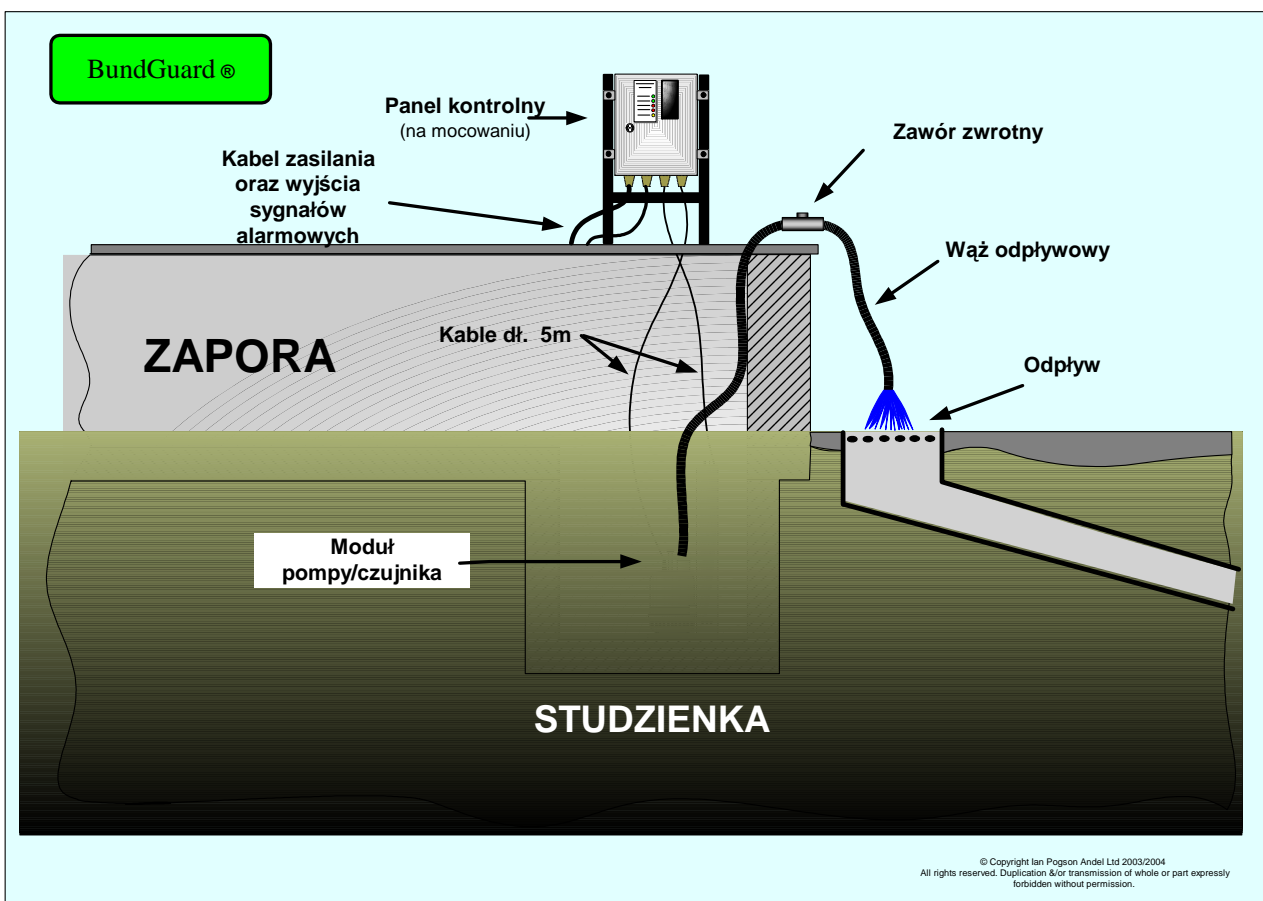 BundGuard ®
Panel kontrolny
(na mocowaniu)
Zawór zwrotny
Kabel zasilania
oraz wyjścia
sygnałów
alarmowych
Wąż odpływowy
Kable dł. 5m
ZAPORA
Odpływ
Moduł
pompy/czujnika
STUDZIENKA
© Copyright Ian Pogson Andel Ltd 2003/2004
All rights reserved. Duplication &/or transmission of whole or part expressly
forbidden without permission.